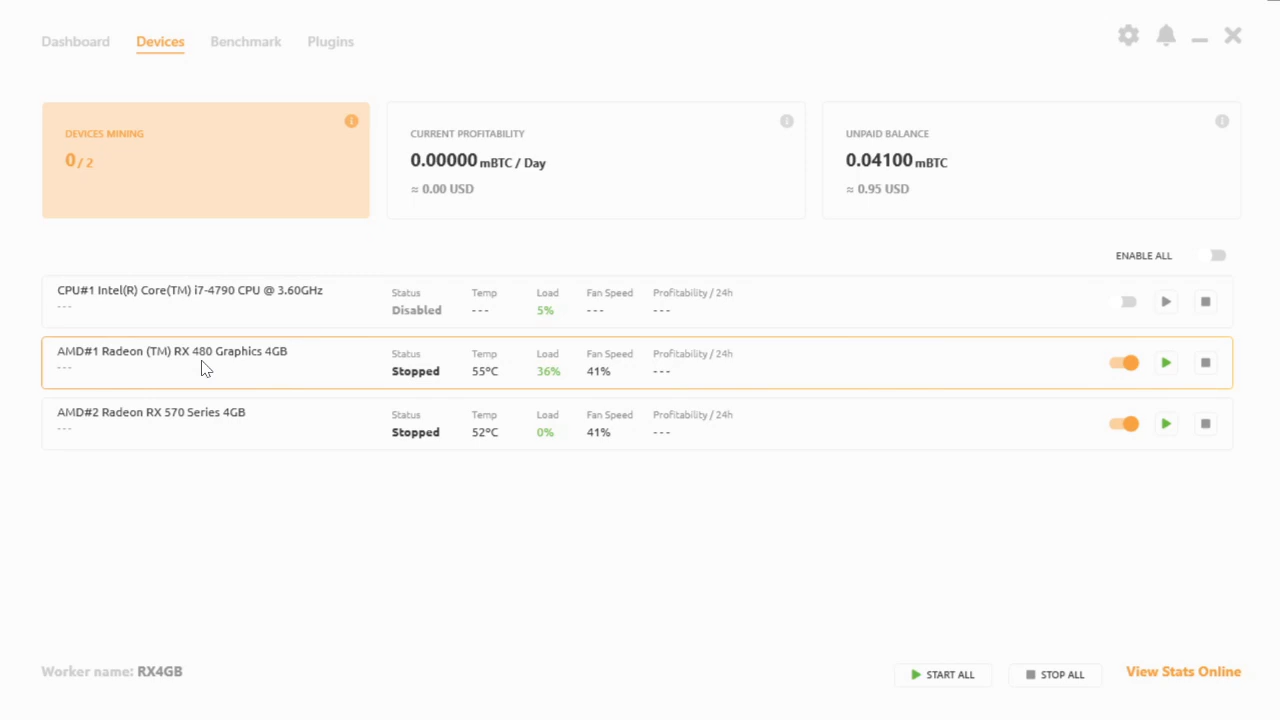 Dashboard Devices Benchmark Plugins
DEVICES MINING
0 / 2
CURRENT PROFITABILITY
0.00000 mBTC / Day
≈ 0.00 USD
UNPAID BALANCE
0.04100 mBTC
≈ 0.95 USD
ENABLE ALL
CPU#1 Intel(R) Core(TM) i7-4790 CPU @ 3.60GHz
---
Status Temp Load Fan Speed Profitability / 24h
Disabled --- 5% --- ---
AMD#1 Radeon (TM) RX 480 Graphics 4GB
---
Status Temp Load Fan Speed Profitability / 24h
Stopped 55°C 36% 41% ---
AMD#2 Radeon RX 570 Series 4GB
---
Status Temp Load Fan Speed Profitability / 24h
Stopped 52°C 0% 41% ---
Worker name: RX4GB
START ALL STOP ALL View Stats Online